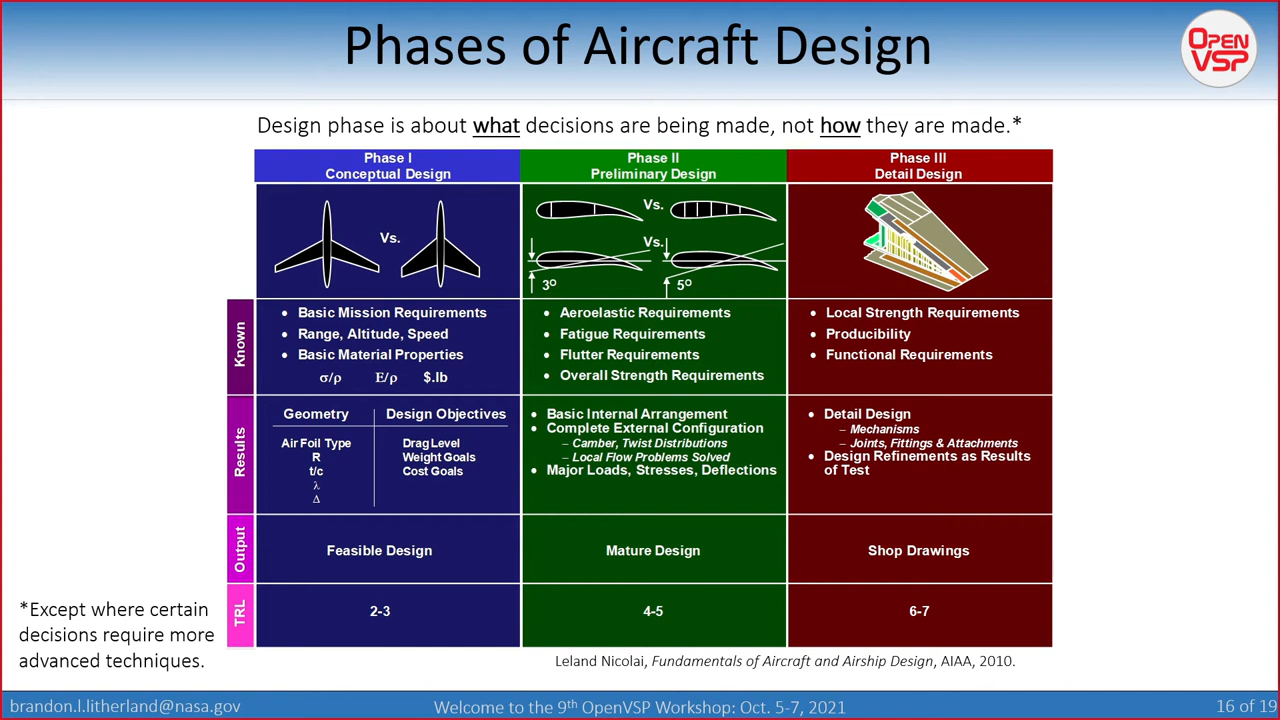 Phases of Aircraft Design
OPEN
VSP
Design phase is about what decisions are being made, not how they are made.*
Phase I
Conceptual Design
Phase II
Preliminary Design
Phase III
Detail Design
Vs.
Vs.
Vs.
3°
5°
Known
• Basic Mission Requirements
• Range, Altitude, Speed
• Basic Material Properties
σ/ρ E/ρ $.lb
• Aeroelastic Requirements
• Fatigue Requirements
• Flutter Requirements
• Overall Strength Requirements
• Local Strength Requirements
• Producibility
• Functional Requirements
Results
Geometry
Air Foil Type
R
t/c
λ
Δ
Design Objectives
Drag Level
Weight Goals
Cost Goals
• Basic Internal Arrangement
• Complete External Configuration
– Camber, Twist Distributions
– Local Flow Problems Solved
• Major Loads, Stresses, Deflections
• Detail Design
– Mechanisms
– Joints, Fittings & Attachments
• Design Refinements as Results
of Test
Output
Feasible Design
Mature Design
Shop Drawings
TRL
2-3
4-5
6-7
*Except where certain
decisions require more
advanced techniques.
Leland Nicolai, Fundamentals of Aircraft and Airship Design, AIAA, 2010.
brandon.l.litherland@nasa.gov
Welcome to the 9th OpenVSP Workshop: Oct. 5-7, 2021
16 of 19